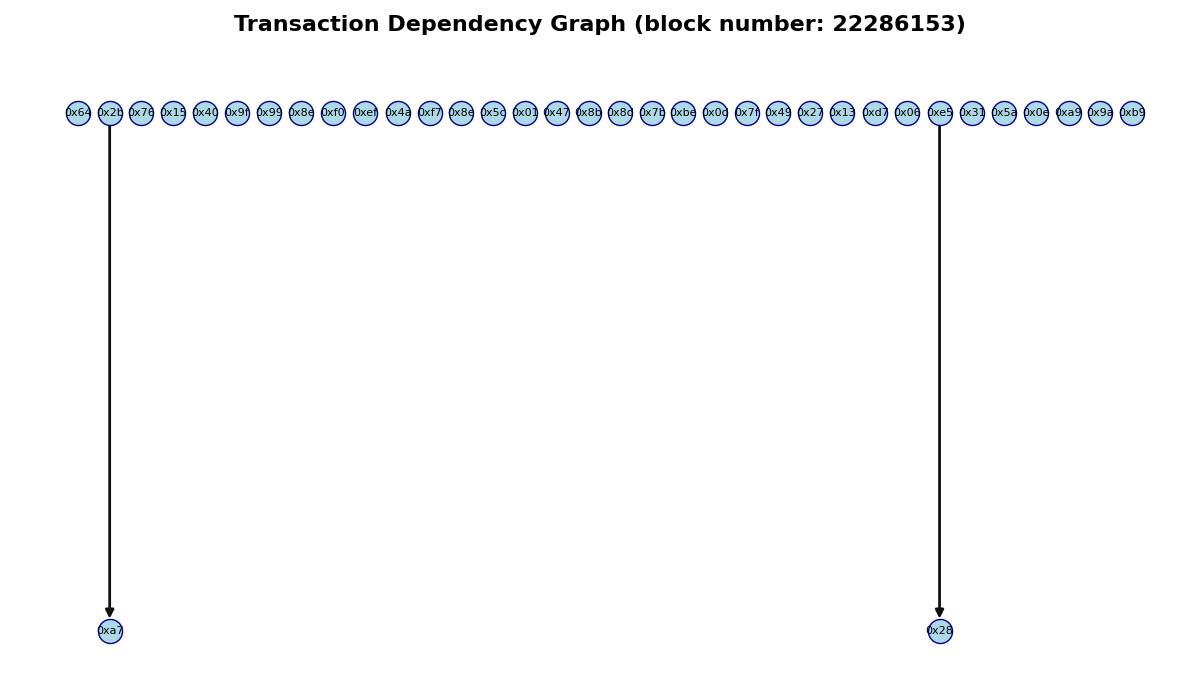 Transaction Dependency Graph (block number: 22286153)
0x64 0x2b 0x76 0x15 0x40 0x9f 0x99 0x8e 0xf0 0xef 0x4a 0xf7 0x8e 0x5c 0x01 0x47 0x8b 0x8d 0x7b 0xbe 0x0d 0x7f 0x49 0x27 0x13 0xd7 0x06 0xe5 0x31 0x5a 0x0e 0xa9 0x9a 0xb9
0xa7 0x28